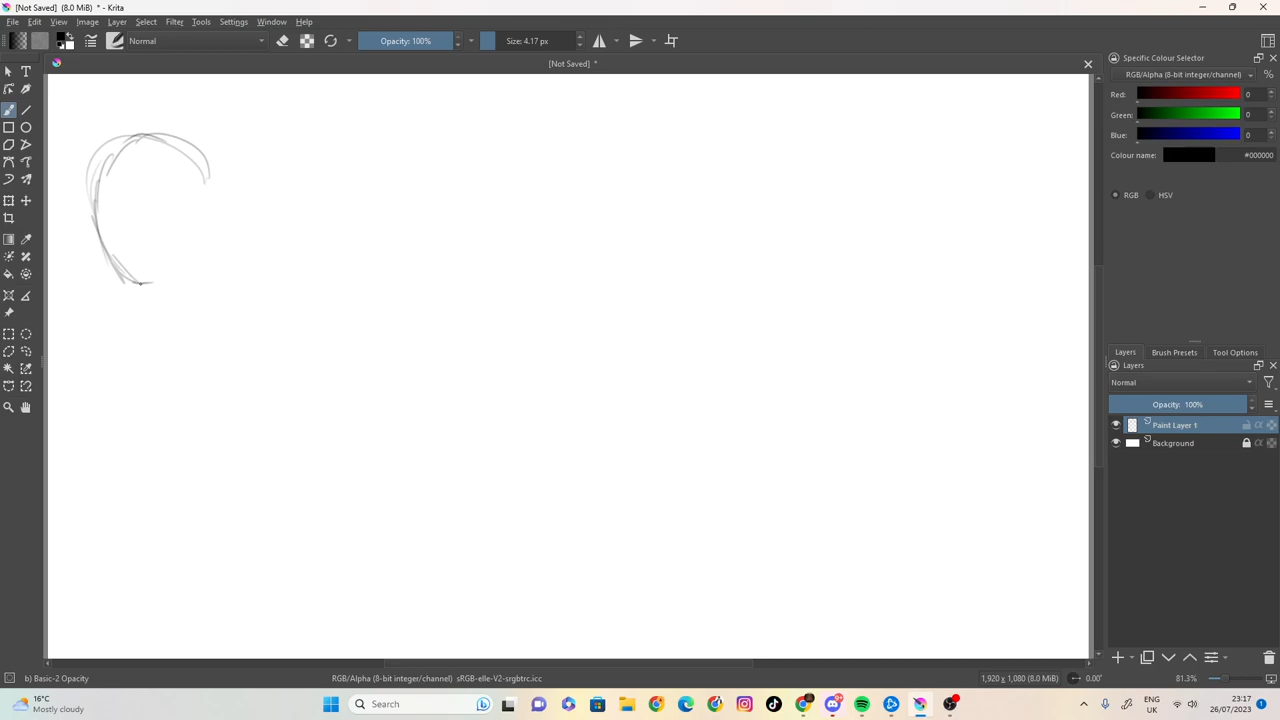 [Not Saved] (8.0 MiB) * - Krita
File Edit View Image Layer Select Filter Tools Settings Window Help
Normal Opacity: 100% Size: 4.17 px
[Not Saved] *
Specific Colour Selector
RGB/Alpha (8-bit integer/channel) %
Red: 0
Green: 0
Blue: 0
Colour name: #000000
RGB HSV
Layers Brush Presets Tool Options
Layers
Normal
Opacity: 100%
Paint Layer 1
Background
b) Basic-2 Opacity RGB/Alpha (8-bit integer/channel) sRGB-elle-V2-srgbtrc.icc 1,920 x 1,080 (8.0 MiB) 0.00° 81.3%
16°C
Mostly cloudy
Search
ENG
UK
23:17
26/07/2023